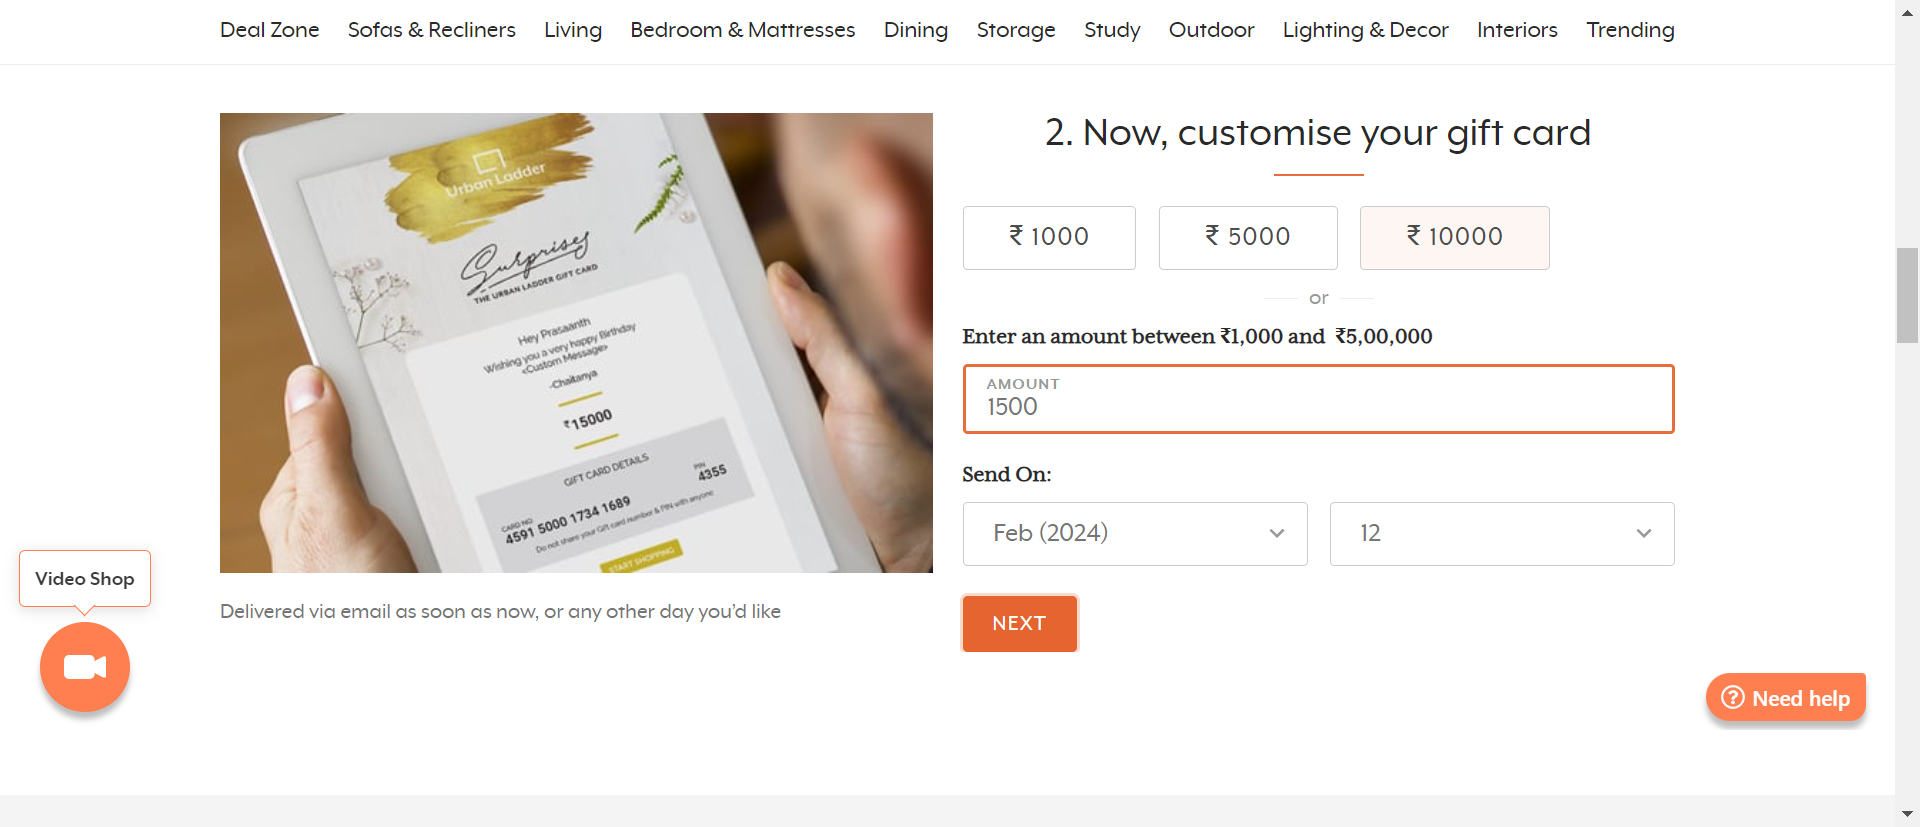 Deal Zone Sofas & Recliners Living Bedroom & Mattresses Dining Storage Study Outdoor Lighting & Decor Interiors Trending
Urban Ladder
Surprises
THE URBAN LADDER GIFT CARD
Hey Prasaanth
Wishing you a very happy Birthday
<Custom Message>
-Chaitanya
₹15000
GIFT CARD DETAILS
CARD NO
PIN
4591 5000 1734 1689
4355
Do not share your Gift card number & PIN with anyone
START SHOPPING
Delivered via email as soon as now, or any other day you’d like
2. Now, customise your gift card
₹ 1000 ₹ 5000 ₹ 10000
or
Enter an amount between ₹1,000 and ₹5,00,000
AMOUNT
1500
Send On:
Feb (2024) 12
NEXT
Video Shop
Need help